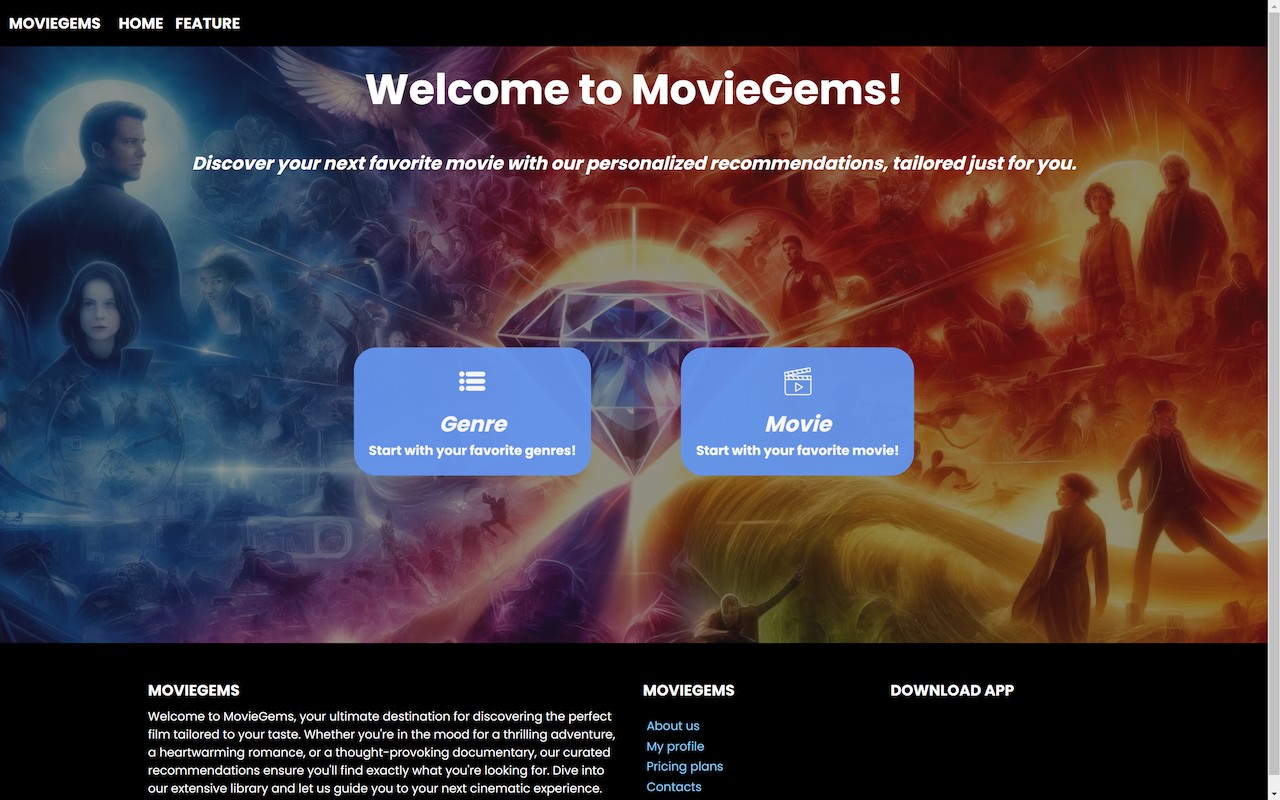 MOVIEGEMS HOME FEATURE
Welcome to MovieGems!
Discover your next favorite movie with our personalized recommendations, tailored just for you.
Genre
Start with your favorite genres!
Movie
Start with your favorite movie!
MOVIEGEMS
Welcome to MovieGems, your ultimate destination for discovering the perfect
film tailored to your taste. Whether you're in the mood for a thrilling adventure,
a heartwarming romance, or a thought-provoking documentary, our curated
recommendations ensure you'll find exactly what you're looking for. Dive into
our extensive library and let us guide you to your next cinematic experience.
MOVIEGEMS
About us
My profile
Pricing plans
Contacts
DOWNLOAD APP